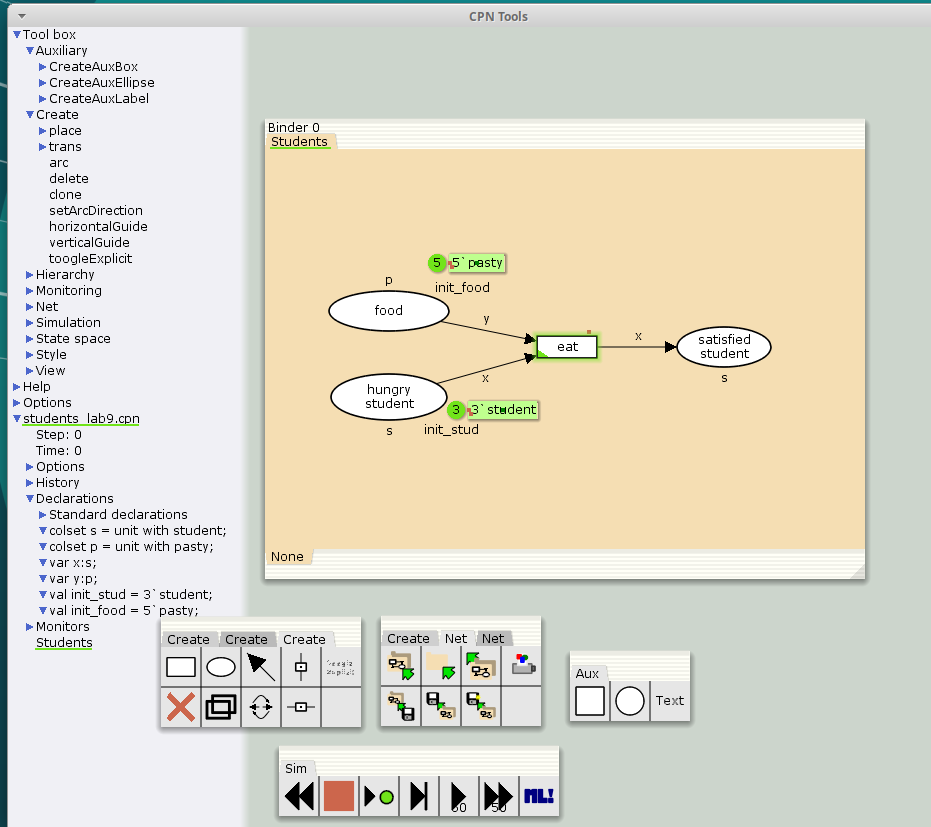 CPN Tools
Tool box
Auxiliary
CreateAuxBox
CreateAuxEllipse
CreateAuxLabel
Create
place
trans
arc
delete
clone
setArcDirection
horizontalGuide
verticalGuide
toogleExplicit
Hierarchy
Monitoring
Net
Simulation
State space
Style
View
Help
Options
students_lab9.cpn
Step: 0
Time: 0
Options
History
Declarations
Standard declarations
colset s = unit with student;
colset p = unit with pasty;
var x:s;
var y:p;
val init_stud = 3`student;
val init_food = 5`pasty;
Monitors
Students
Binder 0
Students
5 5`pasty
p
init_food
food
y
eat
x
satisfied
student
s
x
hungry
student
3 3`student
init_stud
s
None
Create Create Create
Create Net Net
Aux
Text
Sim
50
50
ML!